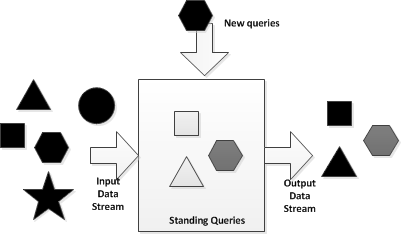 New queries
Input
Data
Stream
Output
Data
Stream
Standing Queries